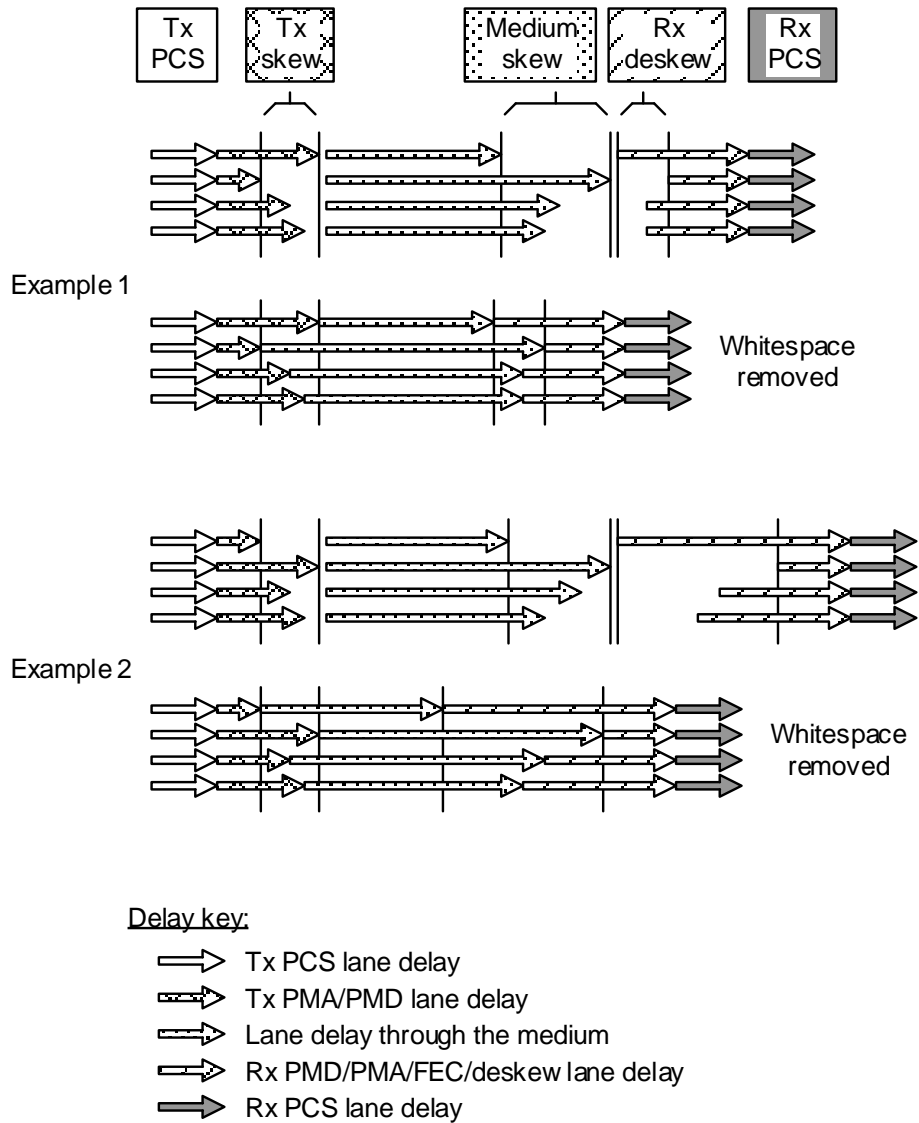 Tx
PCS
Tx
skew
Medium
skew
Rx
deskew
Rx
PCS
Example 1
Whitespace
removed
Example 2
Whitespace
removed
Delay key:
Tx PCS lane delay
Tx PMA/PMD lane delay
Lane delay through the medium
Rx PMD/PMA/FEC/deskew lane delay
Rx PCS lane delay